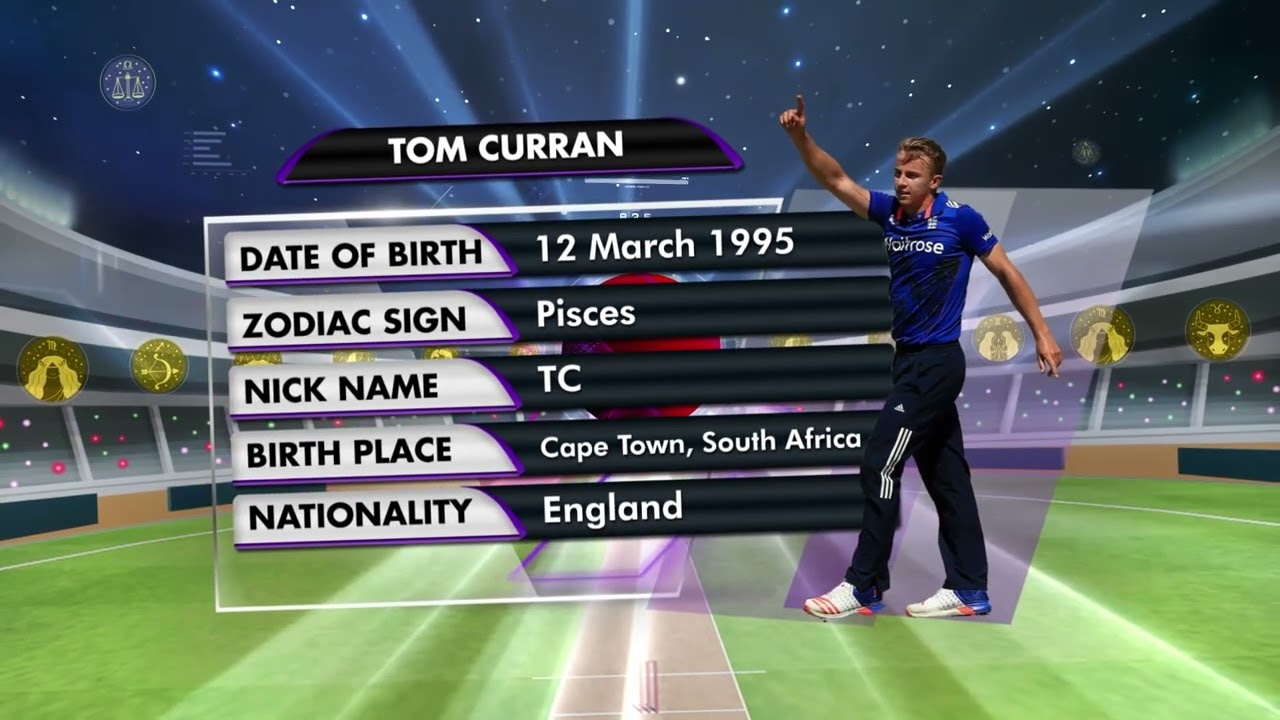 TOM CURRAN
DATE OF BIRTH 12 March 1995
ZODIAC SIGN Pisces
NICK NAME TC
BIRTH PLACE Cape Town, South Africa
NATIONALITY England
Waitrose